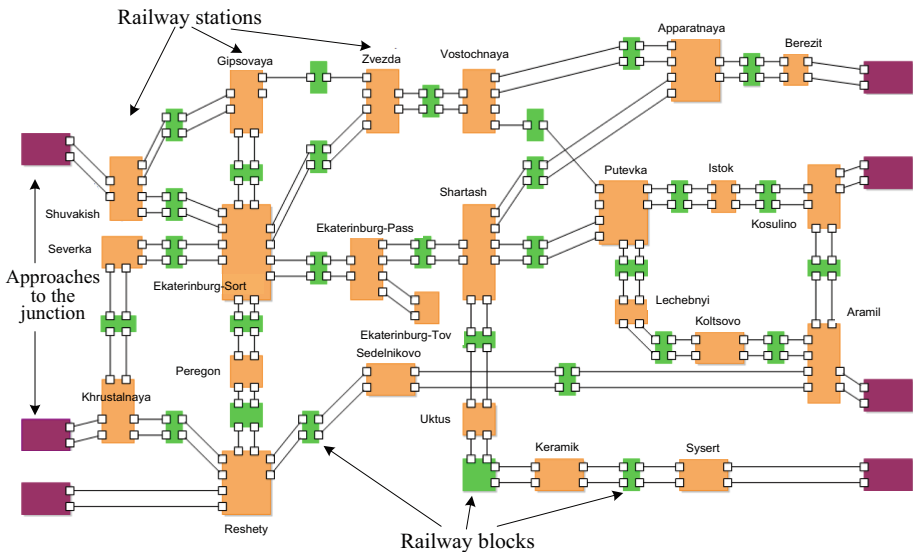 Railway stations
Apparatnaya
Gipsovaya
Zvezda
Vostochnaya
Berezit
Shuvakish
Shartash
Putevka
Istok
Kosulino
Severka
Ekaterinburg-Pass
Approaches
to the
junction
Ekaterinburg-Sort
Lechebnyi
Koltsovo
Aramil
Ekaterinburg-Tov
Sedelnikovo
Peregon
Khrustalnaya
Uktus
Keramik
Sysert
Reshety
Railway blocks